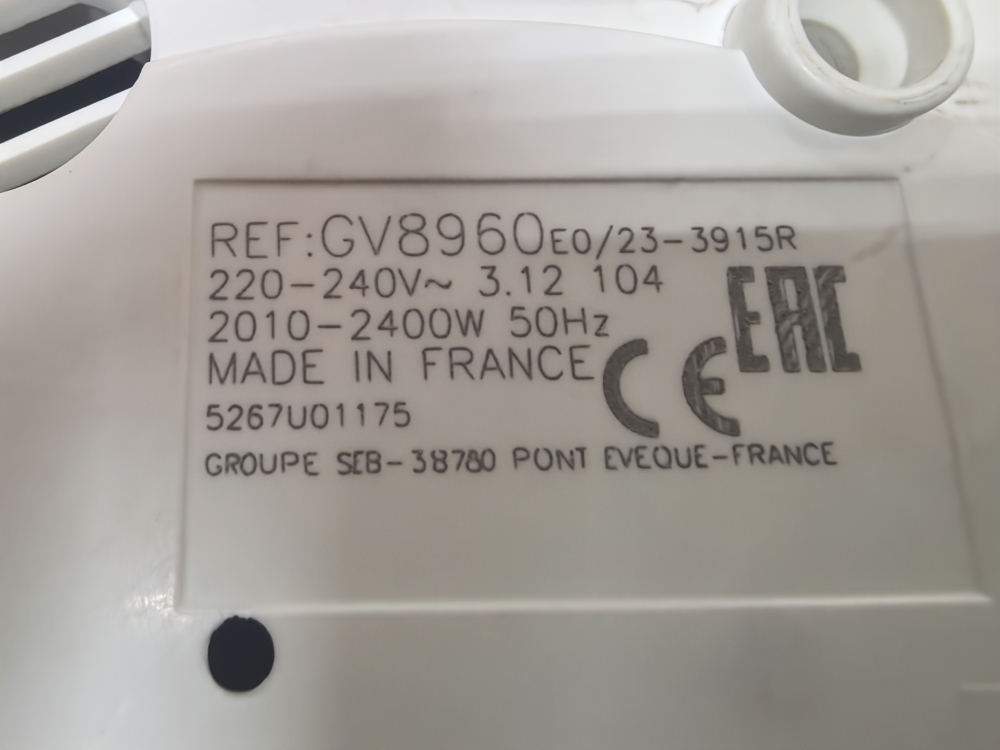 REF:GV8960E0/23-3915R
220-240V~ 3.12 104
2010-2400W 50Hz
EAC
MADE IN FRANCE
CE
5267U01175
GROUPE SEB-38780 PONT EVEQUE-FRANCE